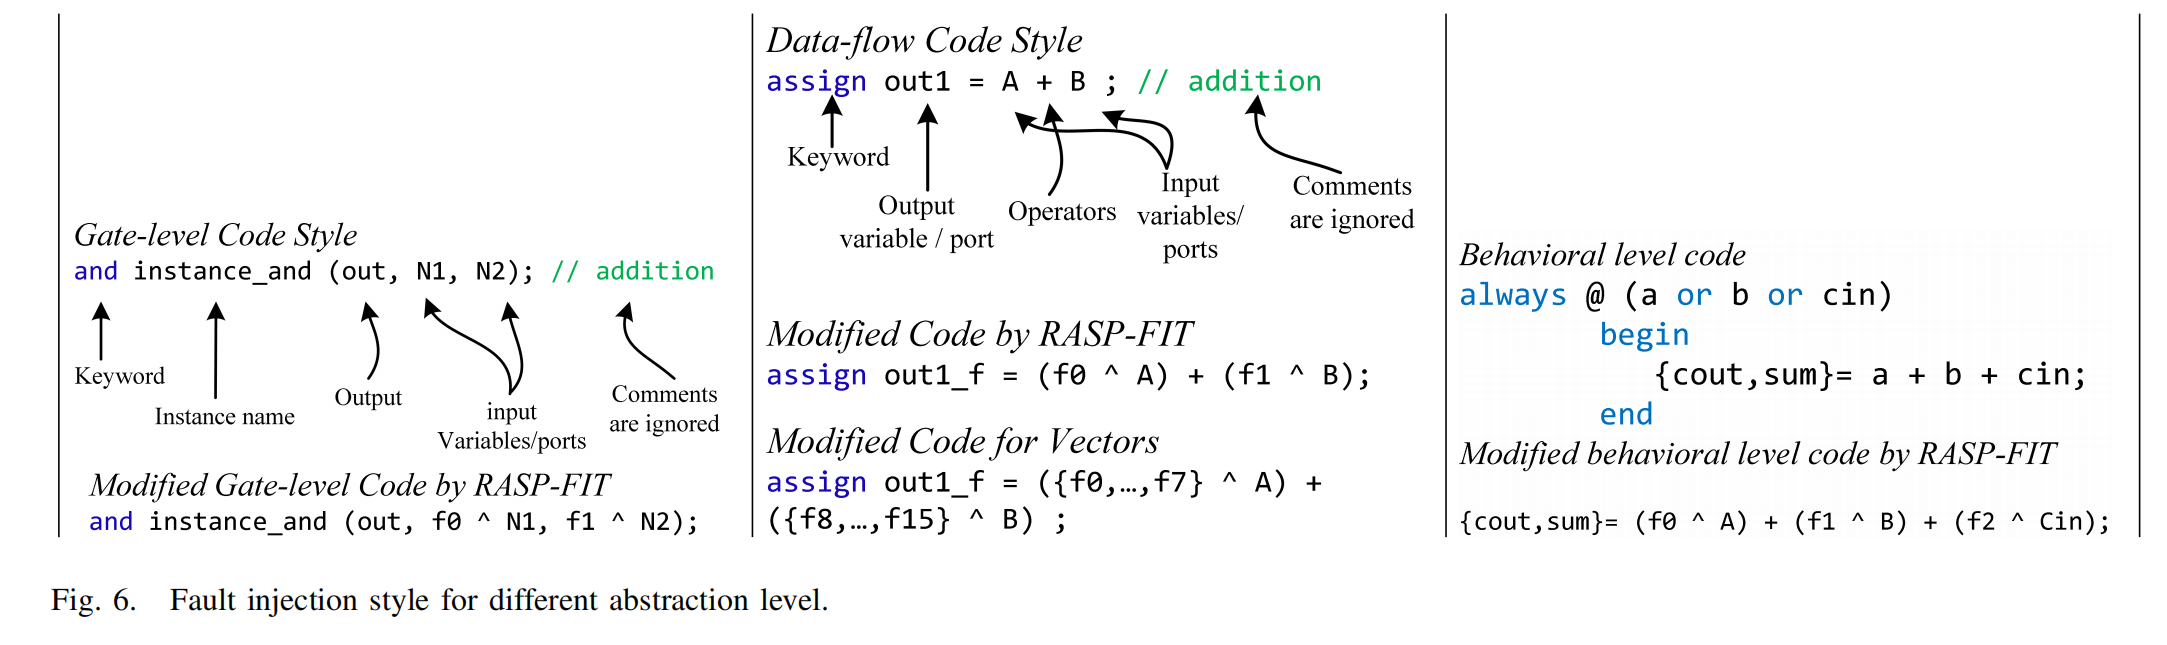 Gate-level Code Style
and instance_and (out, N1, N2); // addition
Keyword
Instance name
Output
input
Variables/ports
Comments
are ignored
Modified Gate-level Code by RASP-FIT
and instance_and (out, f0 ^ N1, f1 ^ N2);
Data-flow Code Style
assign out1 = A + B ; // addition
Keyword
Output
variable / port
Operators
Input
variables/
ports
Comments
are ignored
Modified Code by RASP-FIT
assign out1_f = (f0 ^ A) + (f1 ^ B);
Modified Code for Vectors
assign out1_f = ({f0,…,f7} ^ A) +
({f8,…,f15} ^ B) ;
Behavioral level code
always @ (a or b or cin)
begin
{cout,sum}= a + b + cin;
end
Modified behavioral level code by RASP-FIT
{cout,sum}= (f0 ^ A) + (f1 ^ B) + (f2 ^ Cin);
Fig. 6. Fault injection style for different abstraction level.